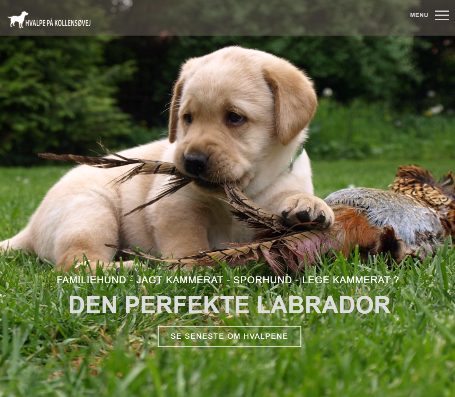 HVALPE PÅ KOLLENSØVEJ
MENU
FAMILIEHUND - JAGT KAMMERAT - SPORHUND - LEGE KAMMERAT ?
DEN PERFEKTE LABRADOR
SE SENESTE OM HVALPENE